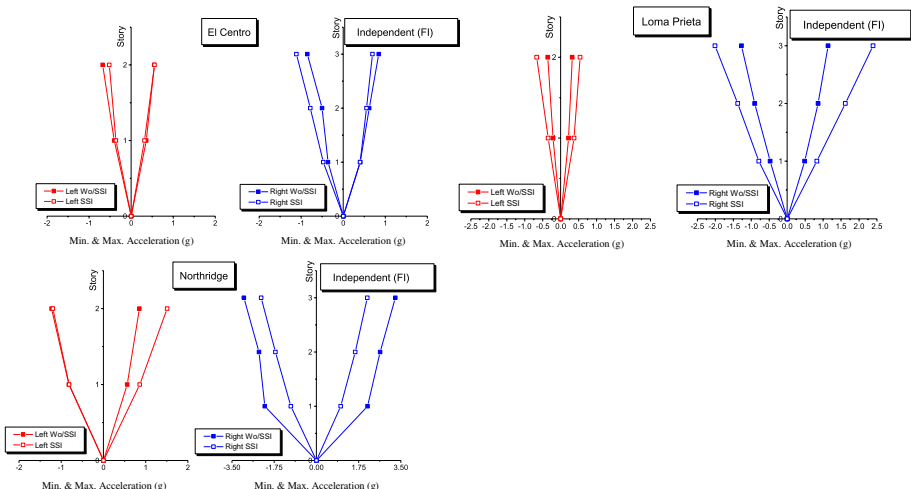 El Centro
Independent (FI)
Story
3
2
1
0
Left Wo/SSI
Left SSI
-2 -1 0 1 2
Min. & Max. Acceleration (g)
Story
3
2
1
0
Right Wo/SSI
Right SSI
-2 -1 0 1 2
Min. & Max. Acceleration (g)
Loma Prieta
Independent (FI)
Story
2
0
Left Wo/SSI
Left SSI
-2.5 -2.0 -1.5 -1.0 -0.5 0.0 0.5 1.0 1.5 2.0 2.5
Min. & Max. Acceleration (g)
Story
3
2
1
0
Right Wo/SSI
Right SSI
-2.5 -2.0 -1.5 -1.0 -0.5 0.0 0.5 1.0 1.5 2.0 2.5
Min. & Max. Acceleration (g)
Northridge
Independent (FI)
Story
2
1
0
Left Wo/SSI
Left SSI
-2 -1 0 1 2
Min. & Max. Acceleration (g)
Story
3
2
1
0
Right Wo/SSI
Right SSI
-3.50 -1.75 0.00 1.75 3.50
Min. & Max. Acceleration (g)